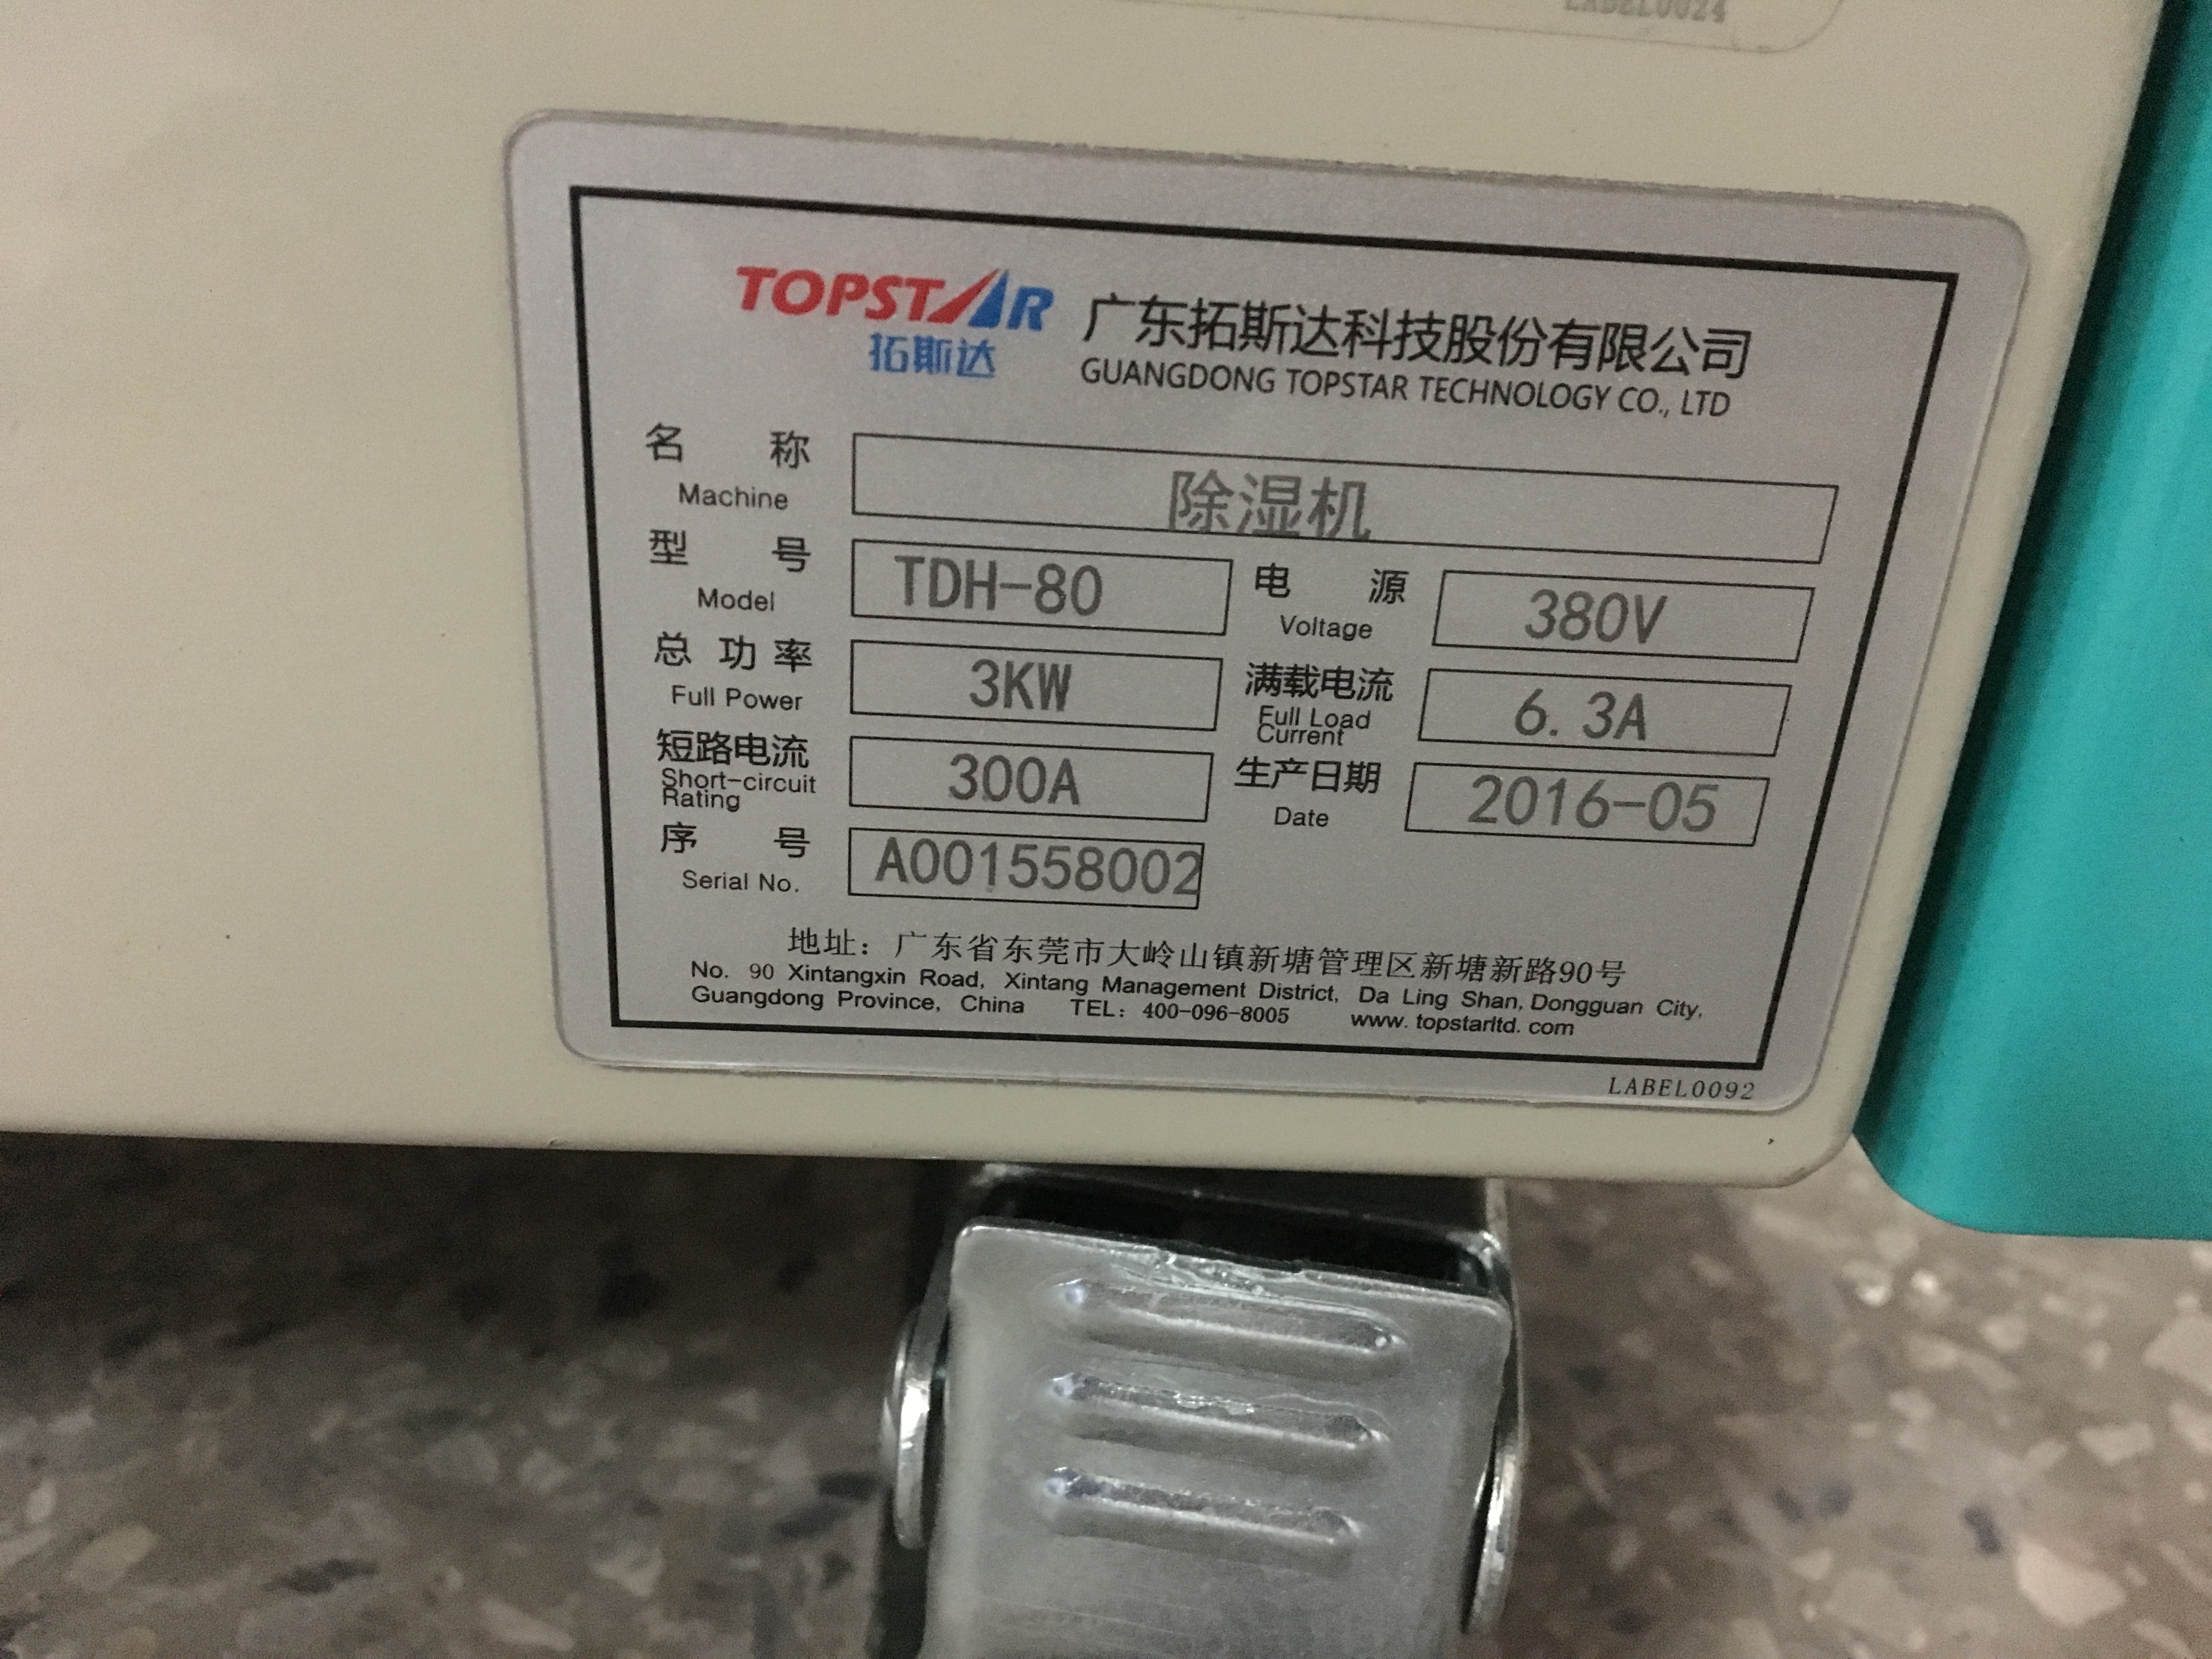 LABEL0024
TOPSTAR
拓斯达
广东拓斯达科技股份有限公司
GUANGDONG TOPSTAR TECHNOLOGY CO., LTD
名 称
Machine
除湿机
型 号
Model
TDH-80
电 源
Voltage
380V
总 功 率
Full Power
3KW
满载电流
Full Load
Current
6.3A
短路电流
Short-circuit
Rating
300A
生产日期
Date
2016-05
序 号
Serial No.
A001558002
地址：广东省东莞市大岭山镇新塘管理区新塘新路90号
No. 90 Xintangxin Road, Xintang Management District, Da Ling Shan, Dongguan City,
Guangdong Province, China TEL: 400-096-8005 www.topstarltd.com
LABEL0092